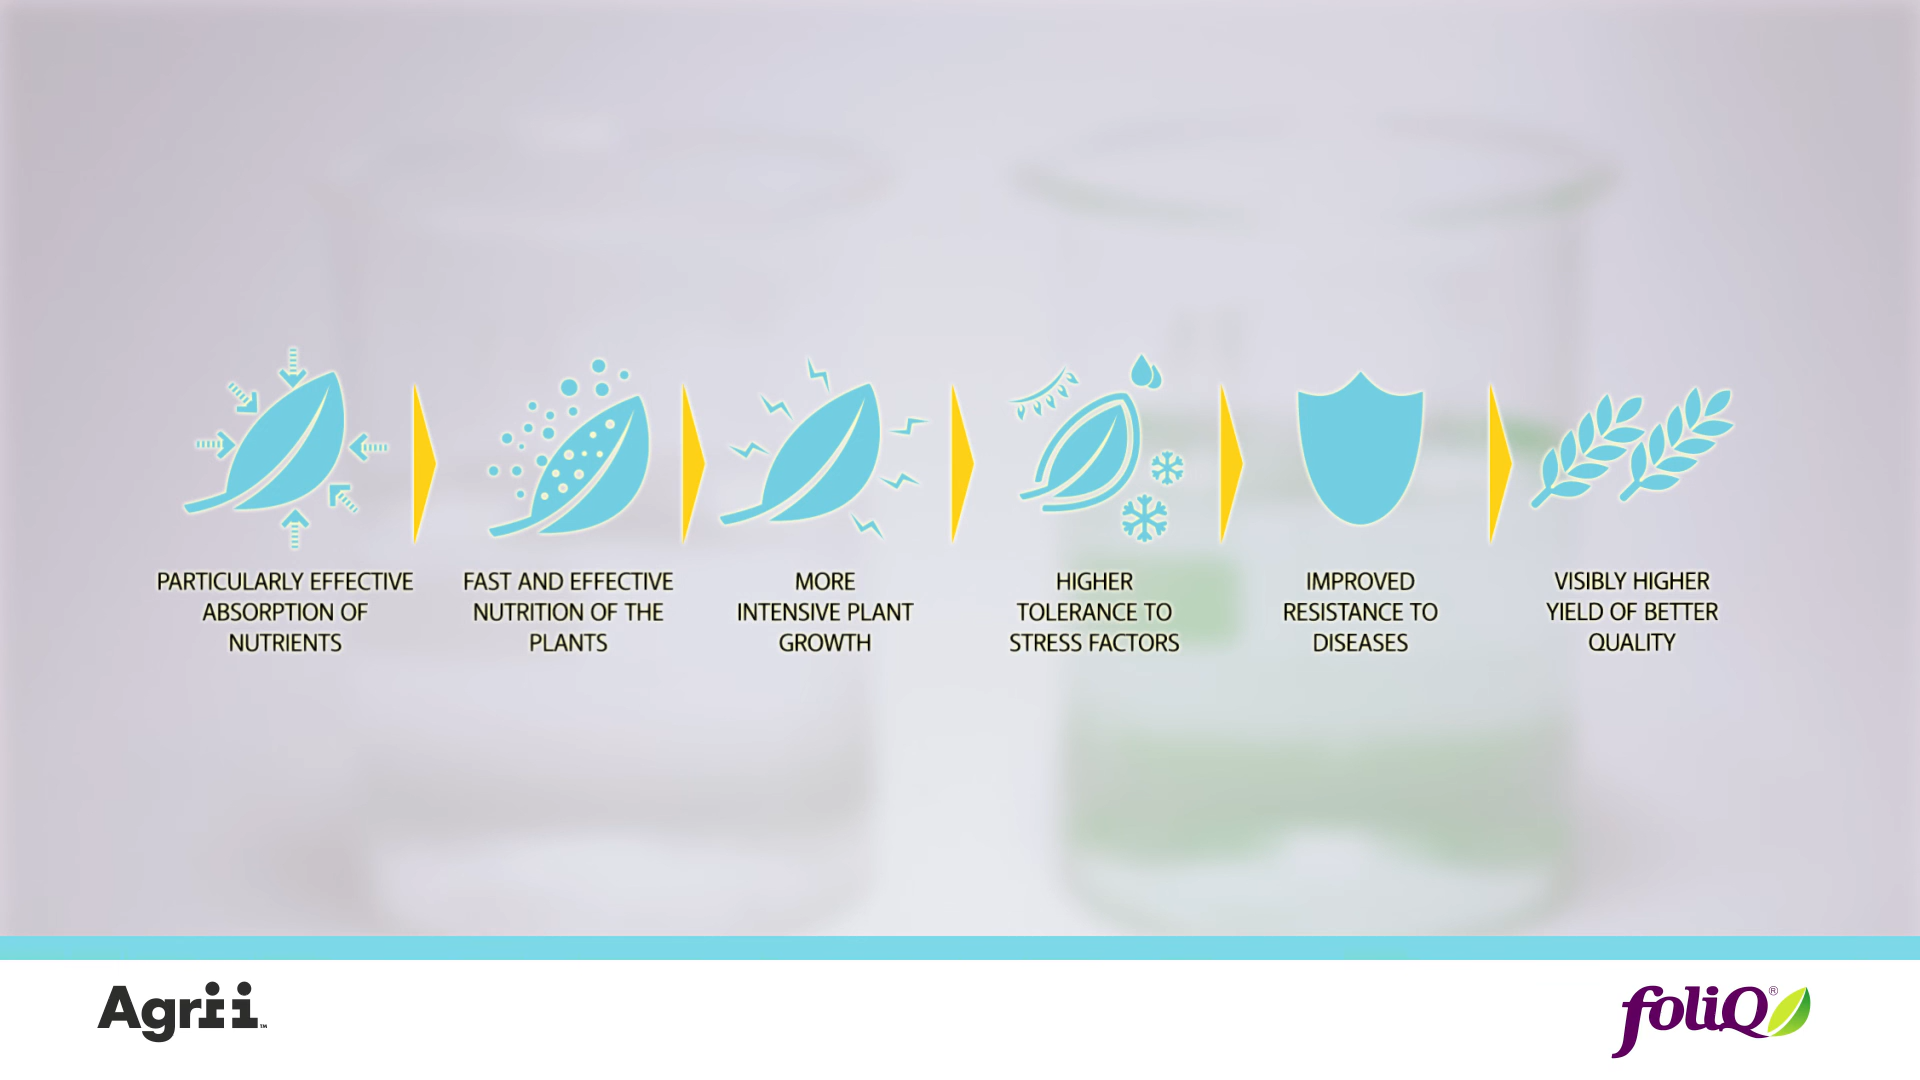 PARTICULARLY EFFECTIVE
ABSORPTION OF
NUTRIENTS
FAST AND EFFECTIVE
NUTRITION OF THE
PLANTS
MORE
INTENSIVE PLANT
GROWTH
HIGHER
TOLERANCE TO
STRESS FACTORS
IMPROVED
RESISTANCE TO
DISEASES
VISIBLY HIGHER
YIELD OF BETTER
QUALITY
Agrii™
foliQ®